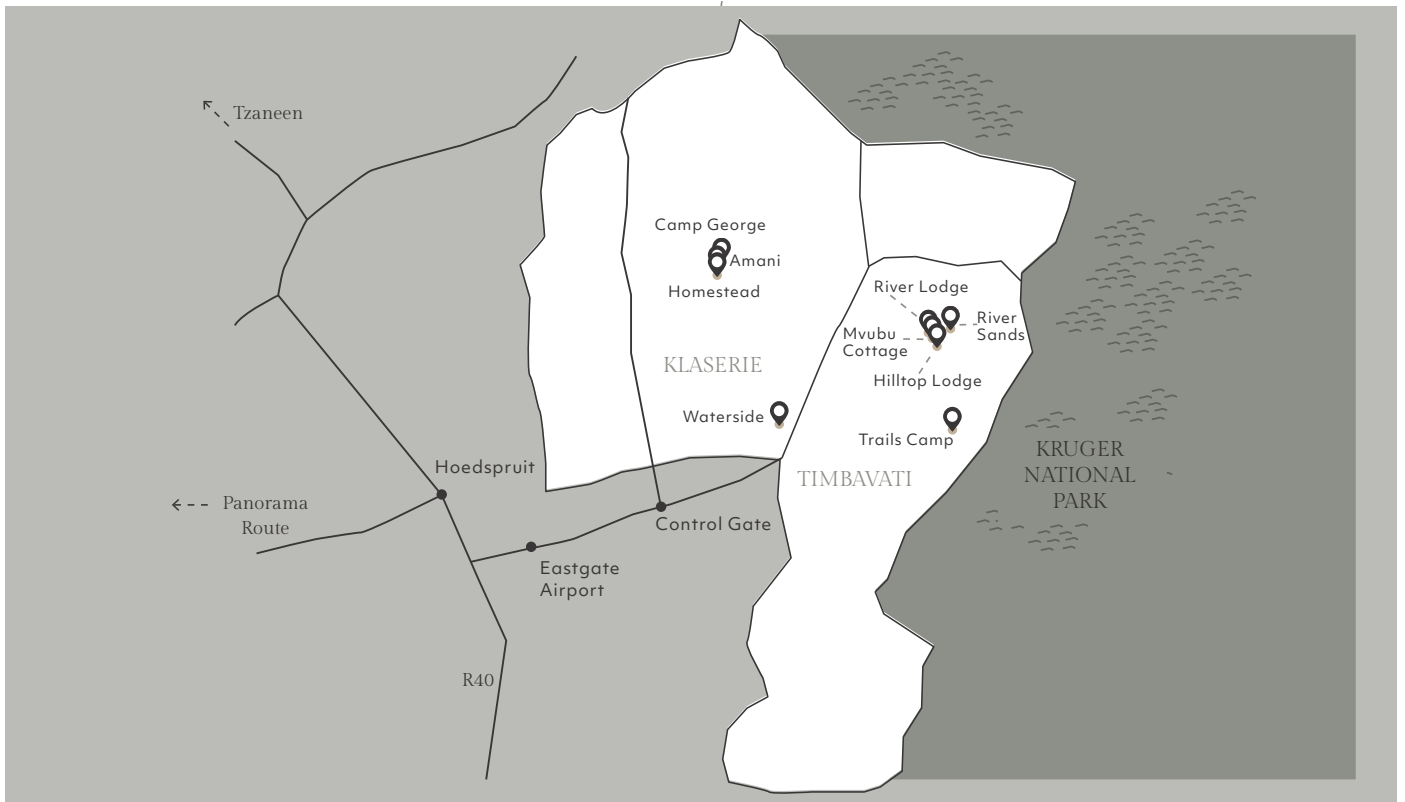 Tzaneen
Camp George
Amani
Homestead
River Lodge
River
Sands
Mvubu
Cottage
KLASERIE
Hilltop Lodge
Waterside
Trails Camp
KRUGER
NATIONAL
PARK
Hoedspruit
TIMBAVATI
Panorama
Route
Control Gate
Eastgate
Airport
R40